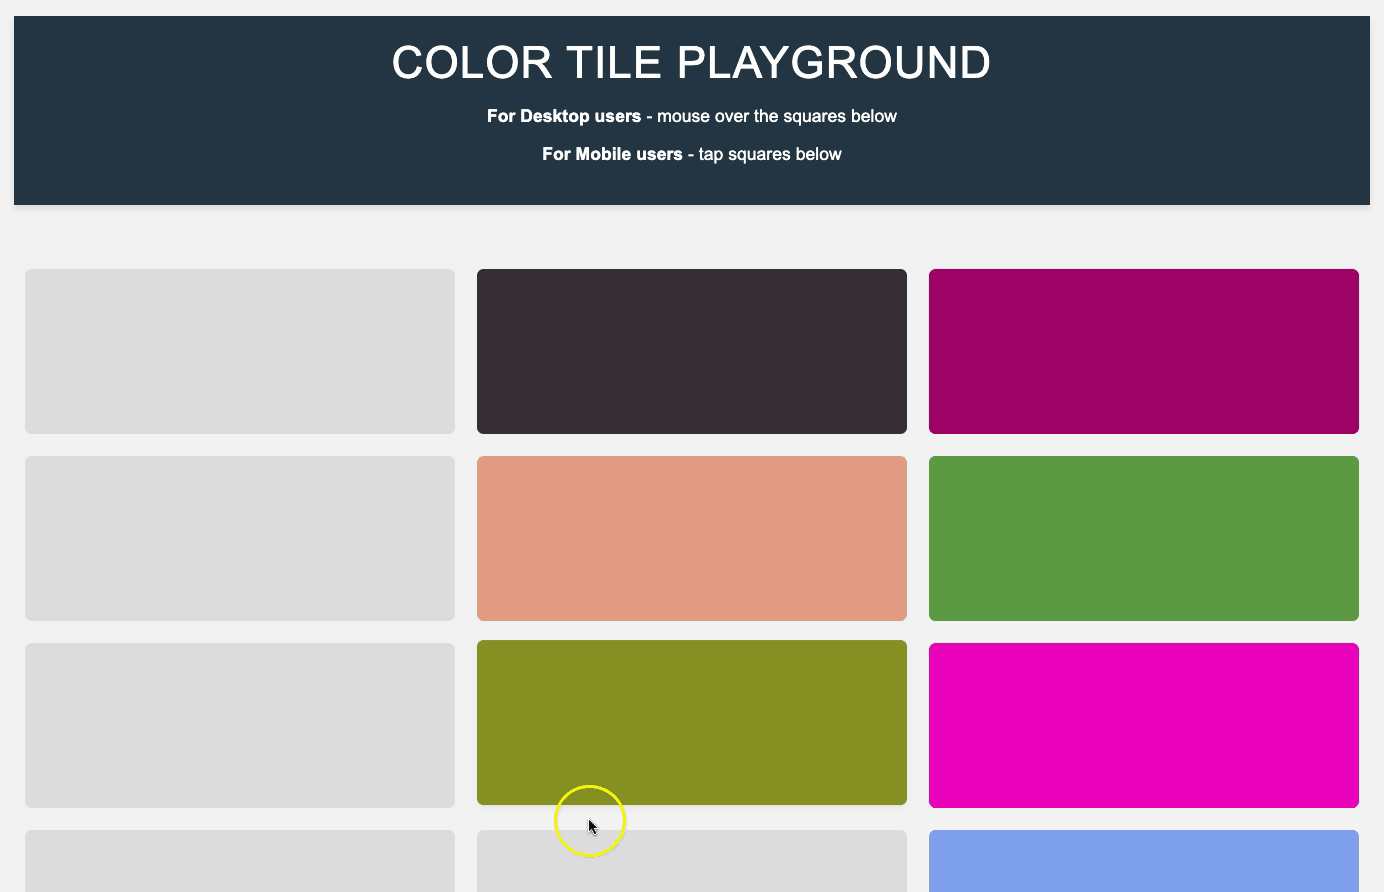 COLOR TILE PLAYGROUND
For Desktop users - mouse over the squares below
For Mobile users - tap squares below